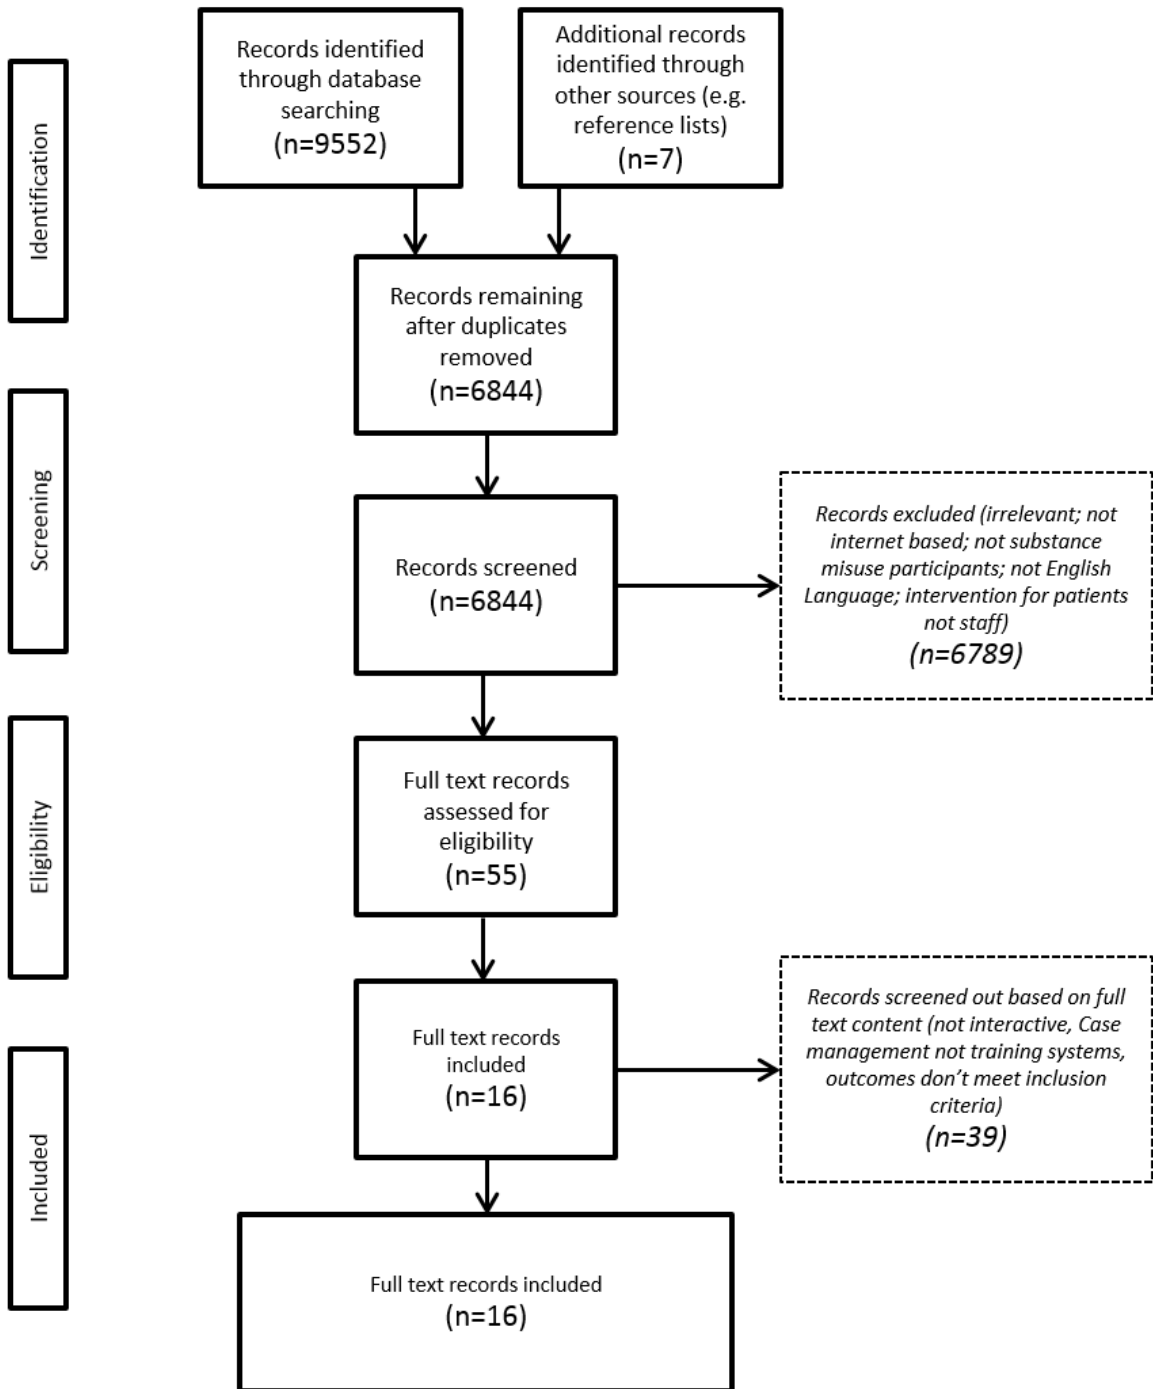 Identification
Records identified
through database
searching
(n=9552)
Additional records
identified through
other sources (e.g.
reference lists)
(n=7)
Records remaining
after duplicates
removed
(n=6844)
Screening
Records screened
(n=6844)
Records excluded (irrelevant; not
internet based; not substance
misuse participants; not English
Language; intervention for patients
not staff)
(n=6789)
Eligibility
Full text records
assessed for
eligibility
(n=55)
Full text records
included
(n=16)
Records screened out based on full
text content (not interactive, Case
management not training systems,
outcomes don't meet inclusion
criteria)
(n=39)
Included
Full text records included
(n=16)